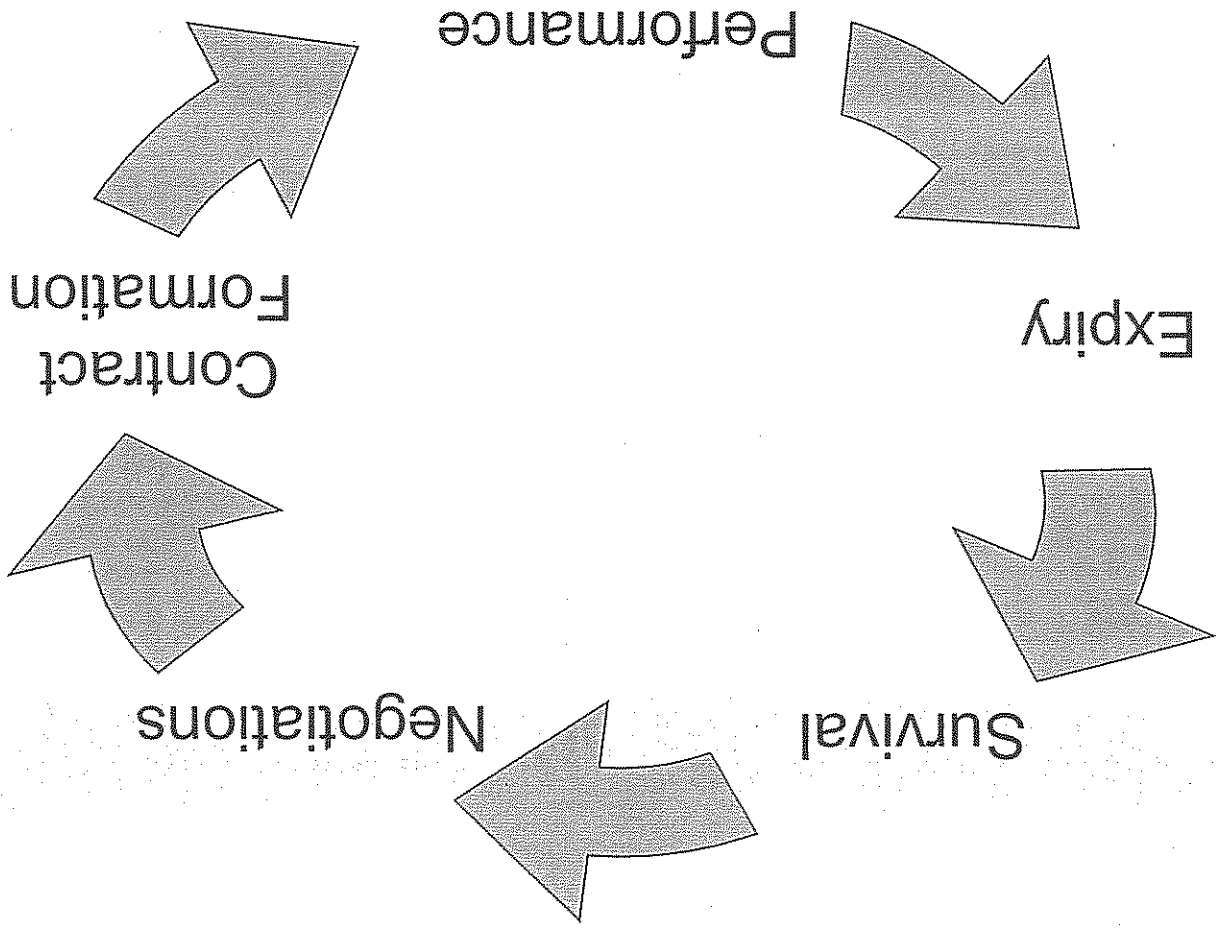 Survival
Negotiations
Contract
Formation
Performance
Expiry